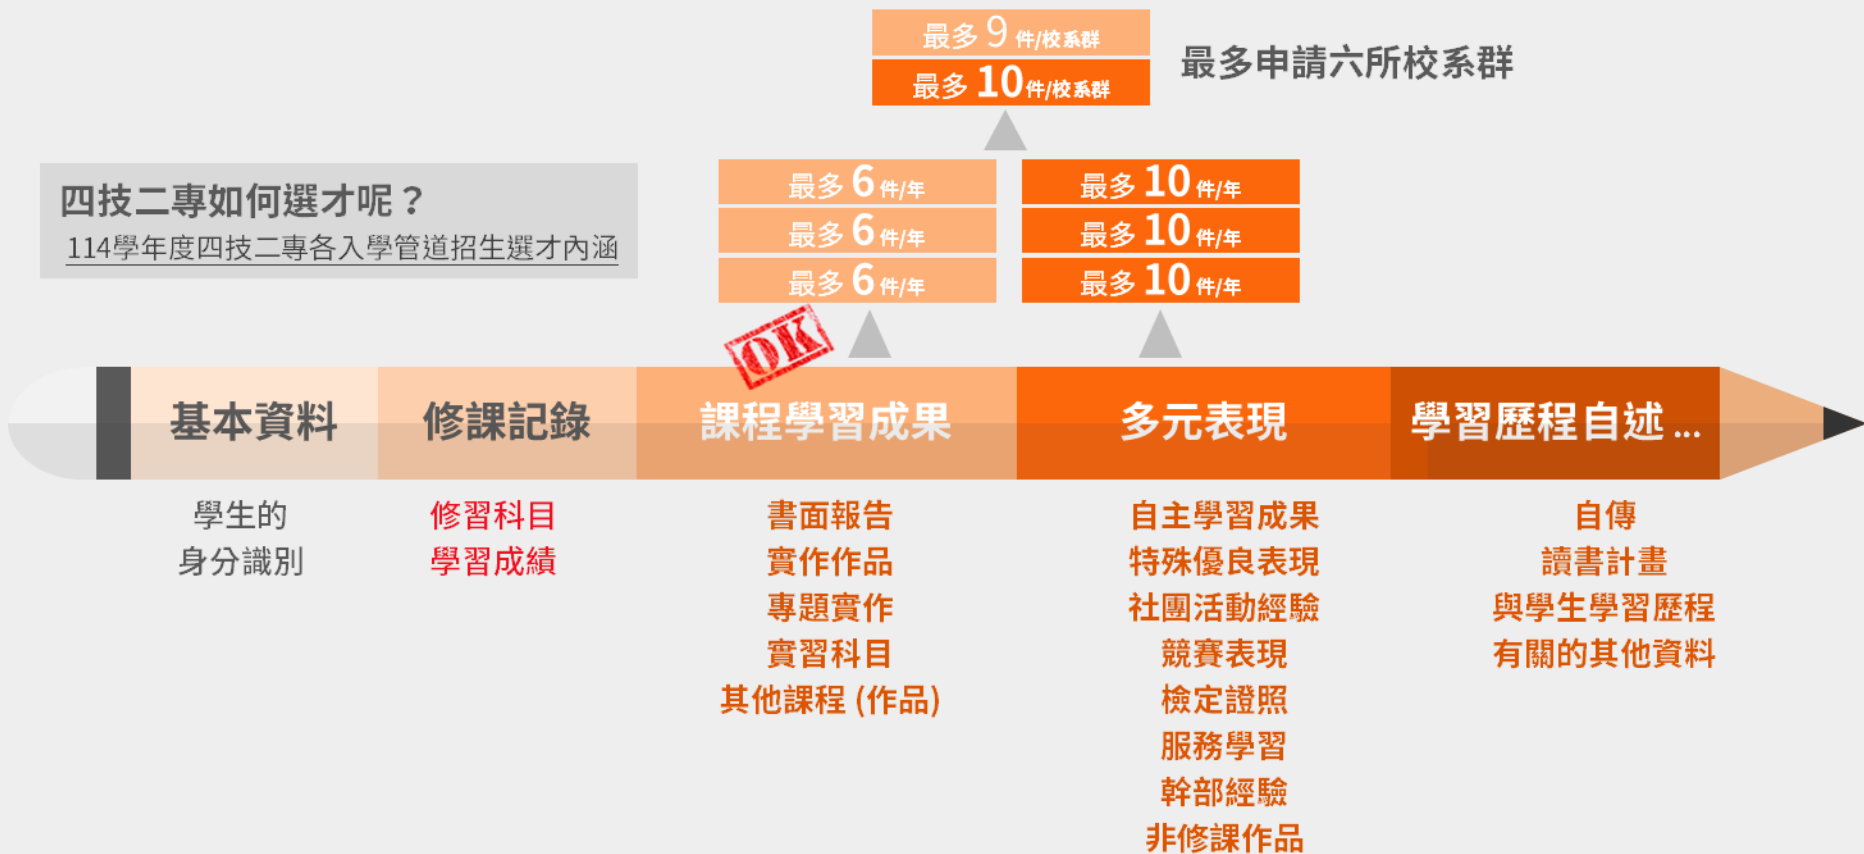 最多 9 件/校系群
最多 10 件/校系群
最多申請六所校系群
四技二專如何選才呢？
114學年度四技二專各入學管道招生選才內涵
最多 6 件/年
最多 6 件/年
最多 6 件/年
最多 10 件/年
最多 10 件/年
最多 10 件/年
OK
基本資料
修課記錄
課程學習成果
多元表現
學習歷程自述...
學生的
身分識別
修習科目
學習成績
書面報告
實作作品
專題實作
實習科目
其他課程 (作品)
自主學習成果
特殊優良表現
社團活動經驗
競賽表現
檢定證照
服務學習
幹部經驗
非修課作品
自傳
讀書計畫
與學生學習歷程
有關的其他資料